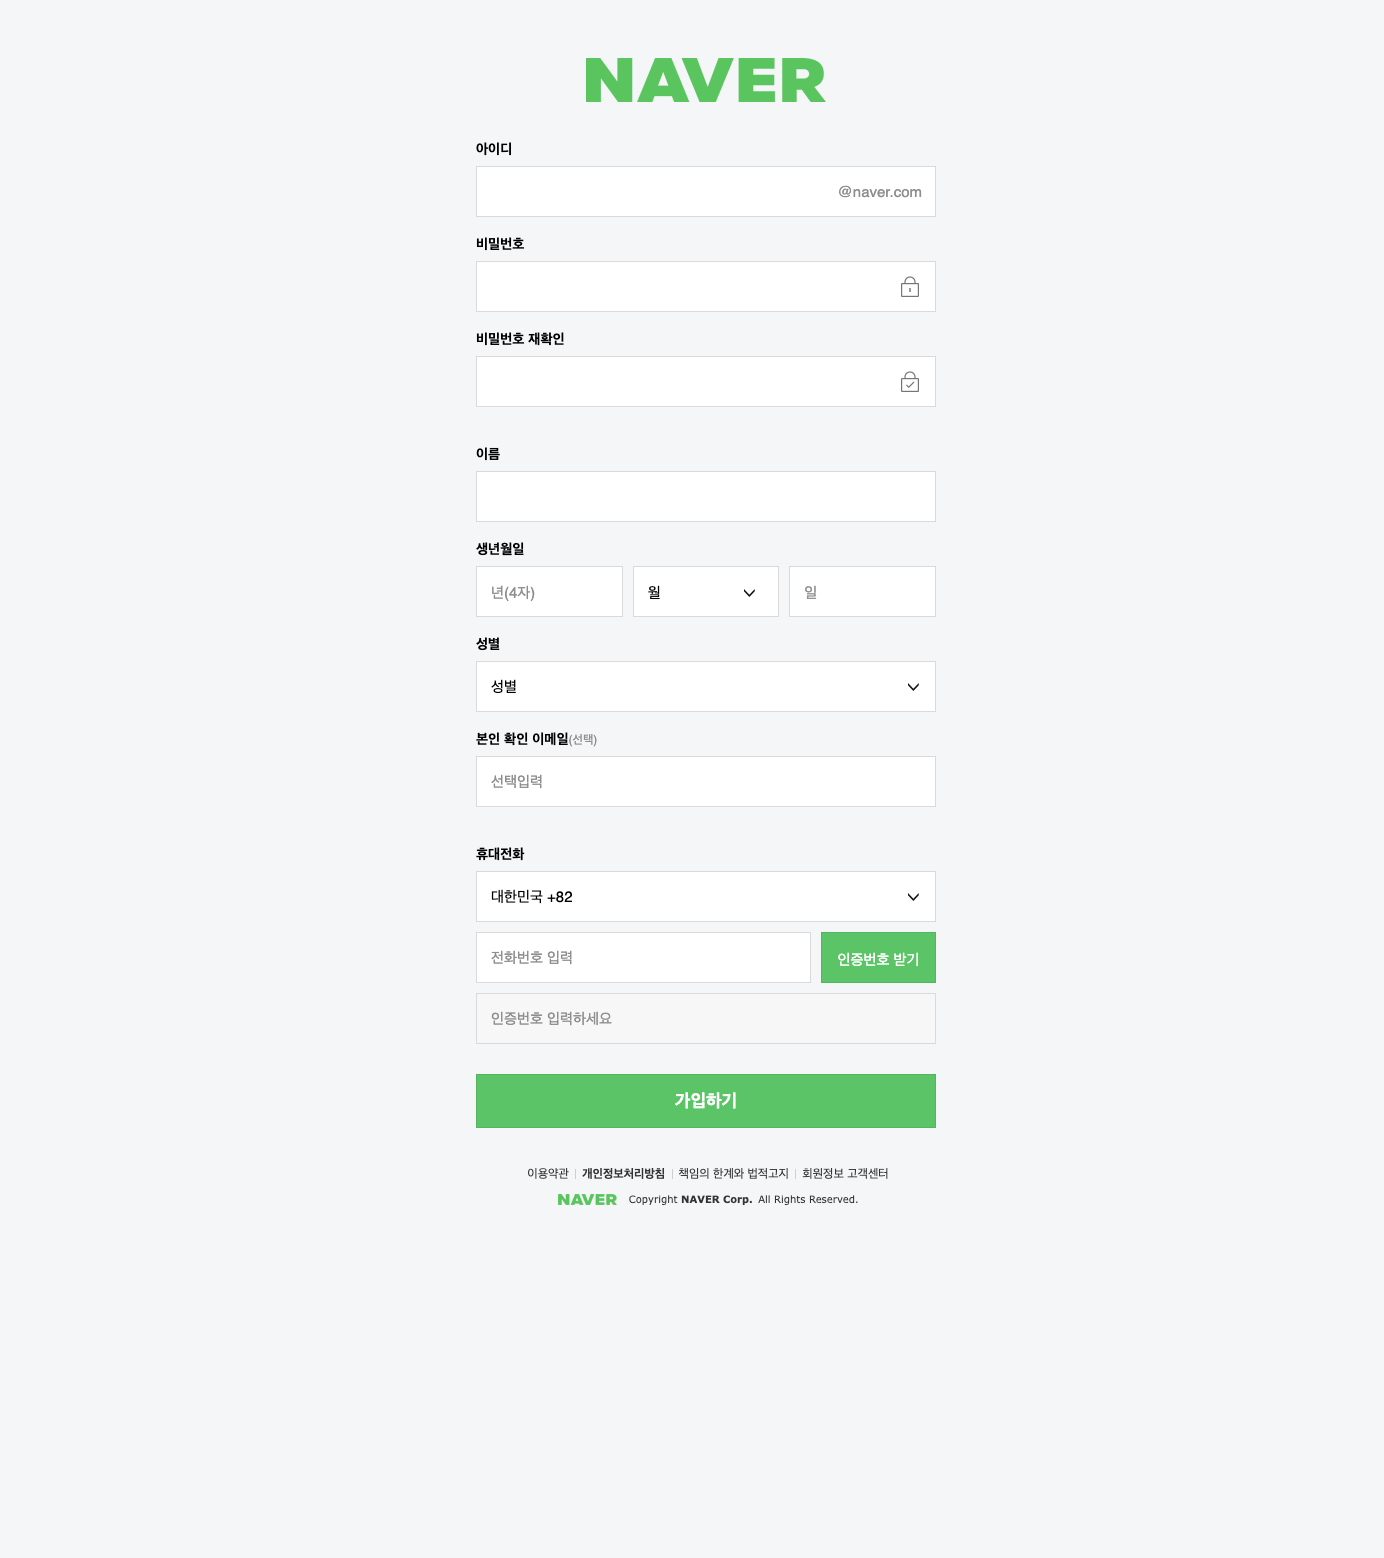 NAVER
아이디
@naver.com
비밀번호
비밀번호 재확인
이름
생년월일
년(4자) 월 일
성별
성별
본인 확인 이메일(선택)
선택입력
휴대전화
대한민국 +82
전화번호 입력 인증번호 받기
인증번호 입력하세요
가입하기
이용약관 | 개인정보처리방침 | 책임의 한계와 법적고지 | 회원정보 고객센터
NAVER Copyright NAVER Corp. All Rights Reserved.